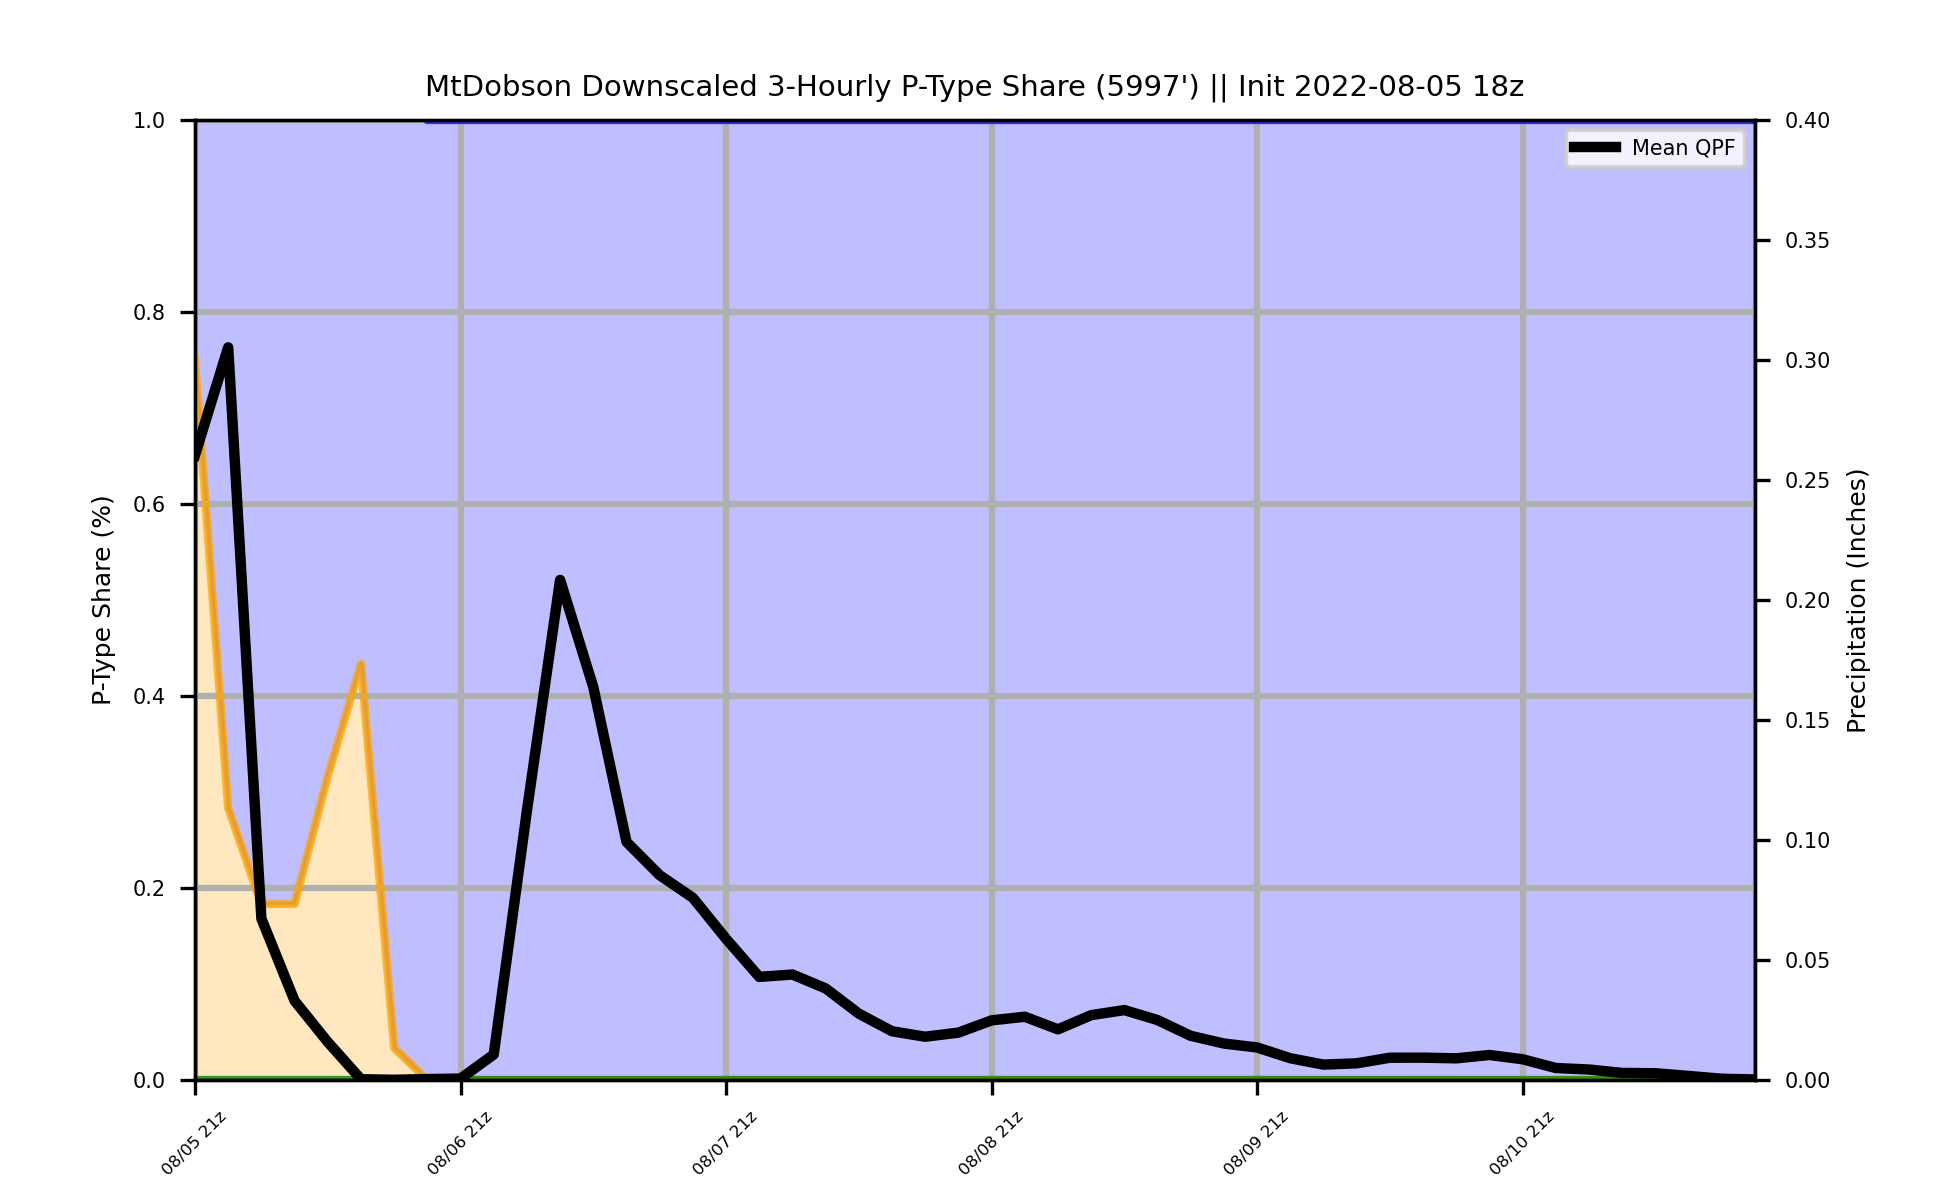 MtDobson Downscaled 3-Hourly P-Type Share (5997') || Init 2022-08-05 18z
Mean QPF
P-Type Share (%)
1.0
0.8
0.6
0.4
0.2
0.0
0.40
0.35
0.30
0.25
0.20
0.15
0.10
0.05
0.00
Precipitation (Inches)
08/05 21z
08/06 21z
08/07 21z
08/08 21z
08/09 21z
08/10 21z